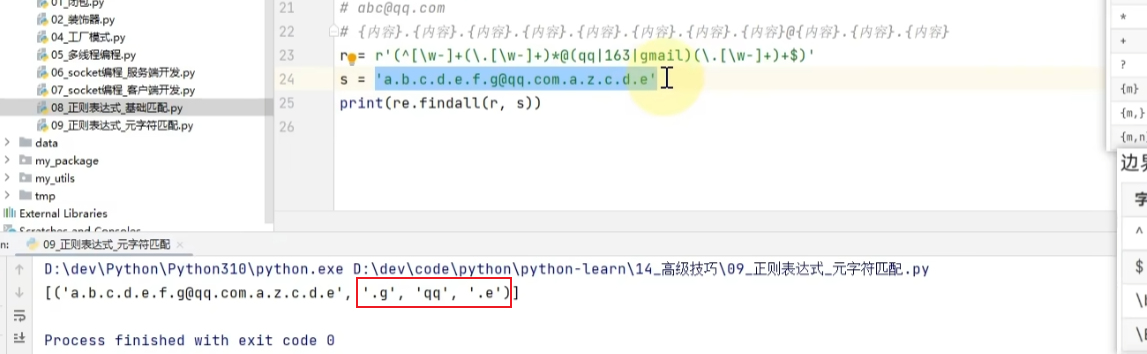 01_闭包.py
02_装饰器.py
04_工厂模式.py
05_多线程编程.py
06_socket编程_服务端开发.py
07_socket编程_客户端开发.py
08_正则表达式_基础匹配.py
09_正则表达式_元字符匹配.py
data
my_package
my_utils
tmp
External Libraries
Scratches and Consoles
21
22
23
24
25
26
# abc@qq.com
# {内容}.{内容}.{内容}.{内容}.{内容}.{内容}.{内容}.{内容}@{内容}.{内容}.{内容}
r = r'(^[\w-]+(\.[\w-]+)*@(qq|163|gmail)(\.[\w-]+)+$)'
s = 'a.b.c.d.e.f.g@qq.com.a.z.c.d.e'
print(re.findall(r, s))
*
+
?
{m}
{m,}
{m,n
边界
字
^
$
\b
n:
09_正则表达式_元字符匹配 ×
D:\dev\Python\Python310\python.exe D:\dev\code\python\python-learn\14_高级技巧\09_正则表达式_元字符匹配.py
[('a.b.c.d.e.f.g@qq.com.a.z.c.d.e', '.g', 'qq', '.e')]
Process finished with exit code 0